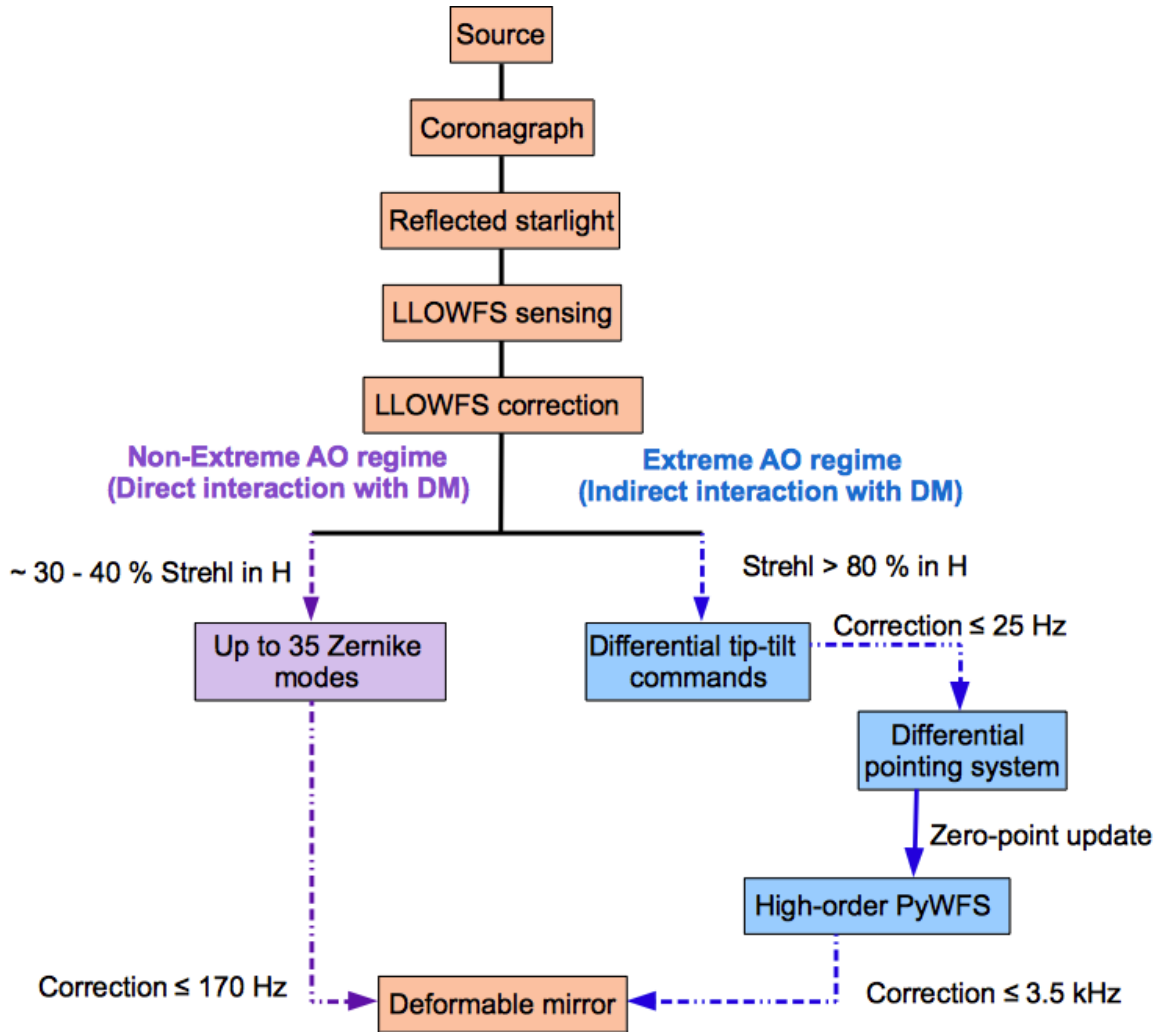 Source
Coronagraph
Reflected starlight
LLOWFS sensing
LLOWFS correction
Non-Extreme AO regime
(Direct interaction with DM)
Extreme AO regime
(Indirect interaction with DM)
~ 30 - 40 % Strehl in H
Strehl > 80 % in H
Up to 35 Zernike
modes
Differential tip-tilt
commands
Correction ≤ 25 Hz
Differential
pointing system
Zero-point update
High-order PyWFS
Correction ≤ 170 Hz
Deformable mirror
Correction ≤ 3.5 kHz